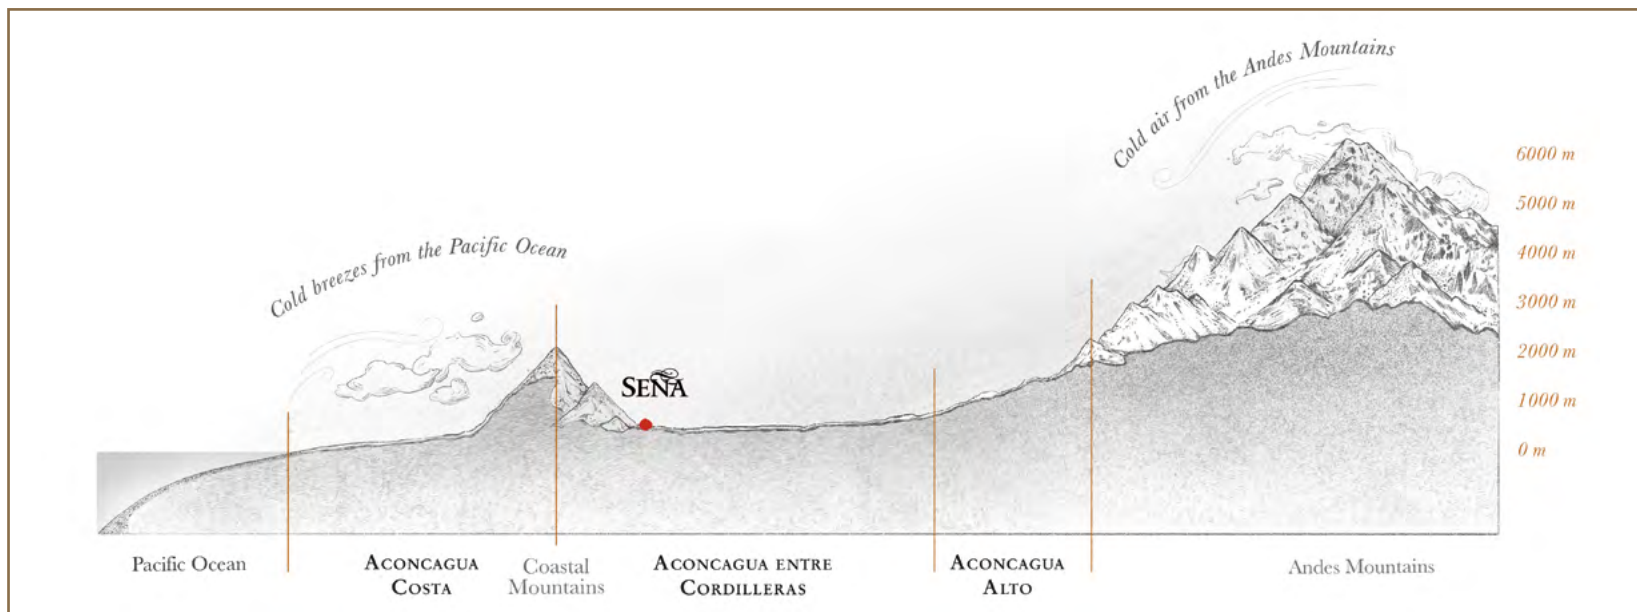 Cold air from the Andes Mountains
6000 m
5000 m
Cold breezes from the Pacific Ocean
4000 m
3000 m
2000 m
SEÑA
1000 m
0 m
Pacific Ocean
ACONCAGUA
COSTA
Coastal
Mountains
ACONCAGUA ENTRE
CORDILLERAS
ACONCAGUA
ALTO
Andes Mountains